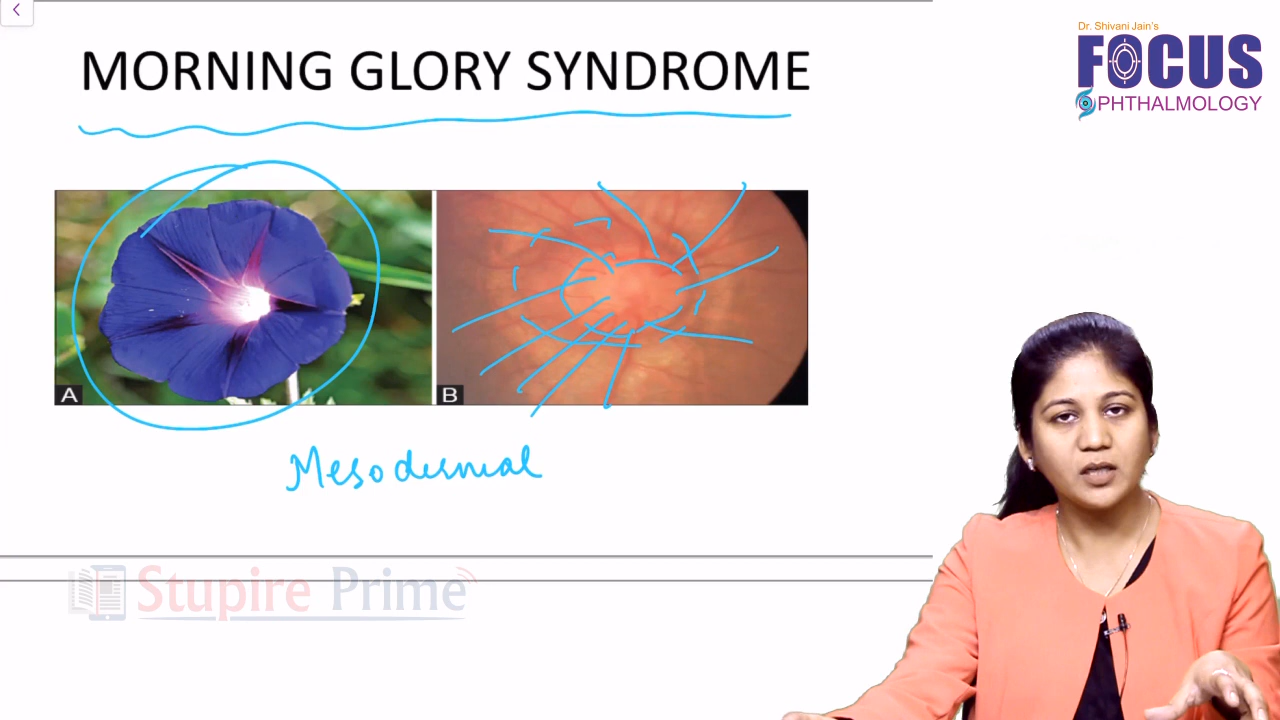 Dr. Shivani Jain's
FOCUS
OPHTHALMOLOGY
MORNING GLORY SYNDROME
A
B
Mesodermal
Stupire Prime